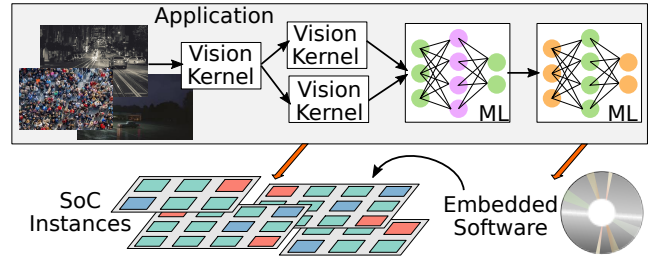 Application
Vision
Kernel
Vision
Kernel
Vision
Kernel
ML
ML
SoC
Instances
Embedded
Software